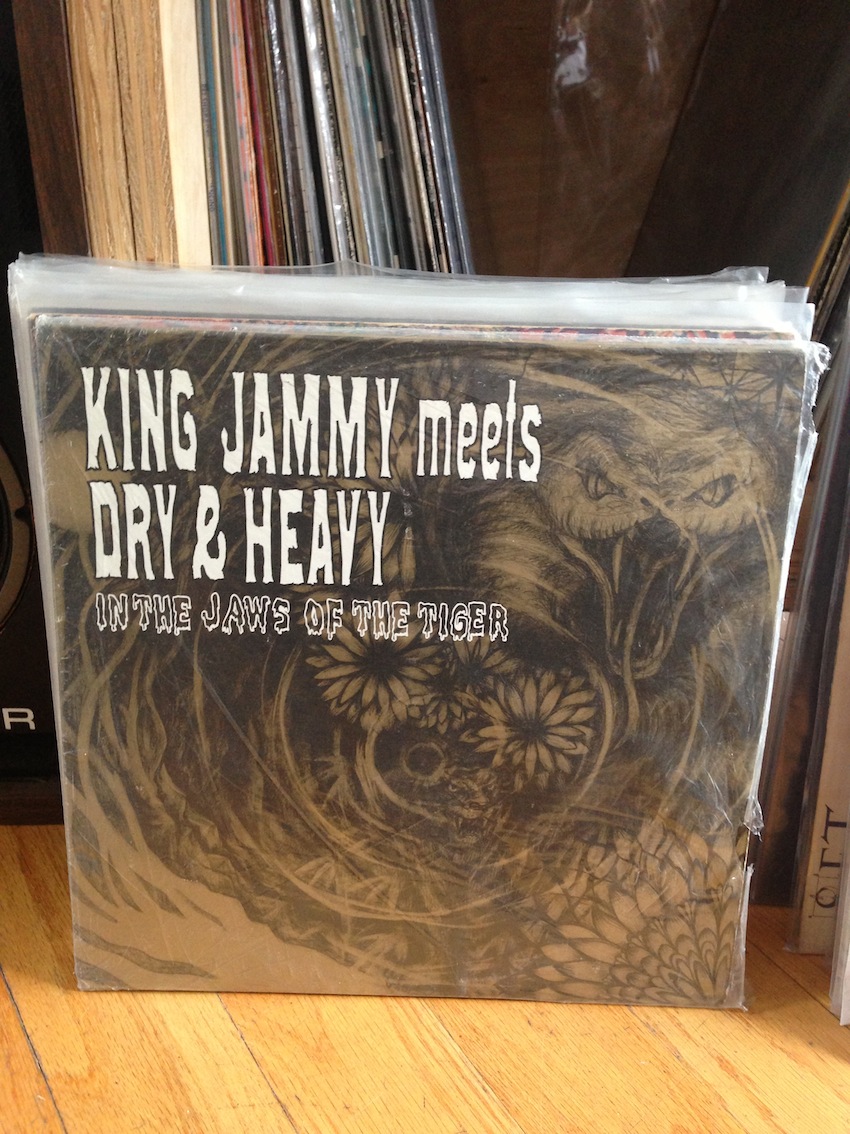 KING JAMMY meets
DRY & HEAVY
IN THE JAWS OF THE TIGER
R